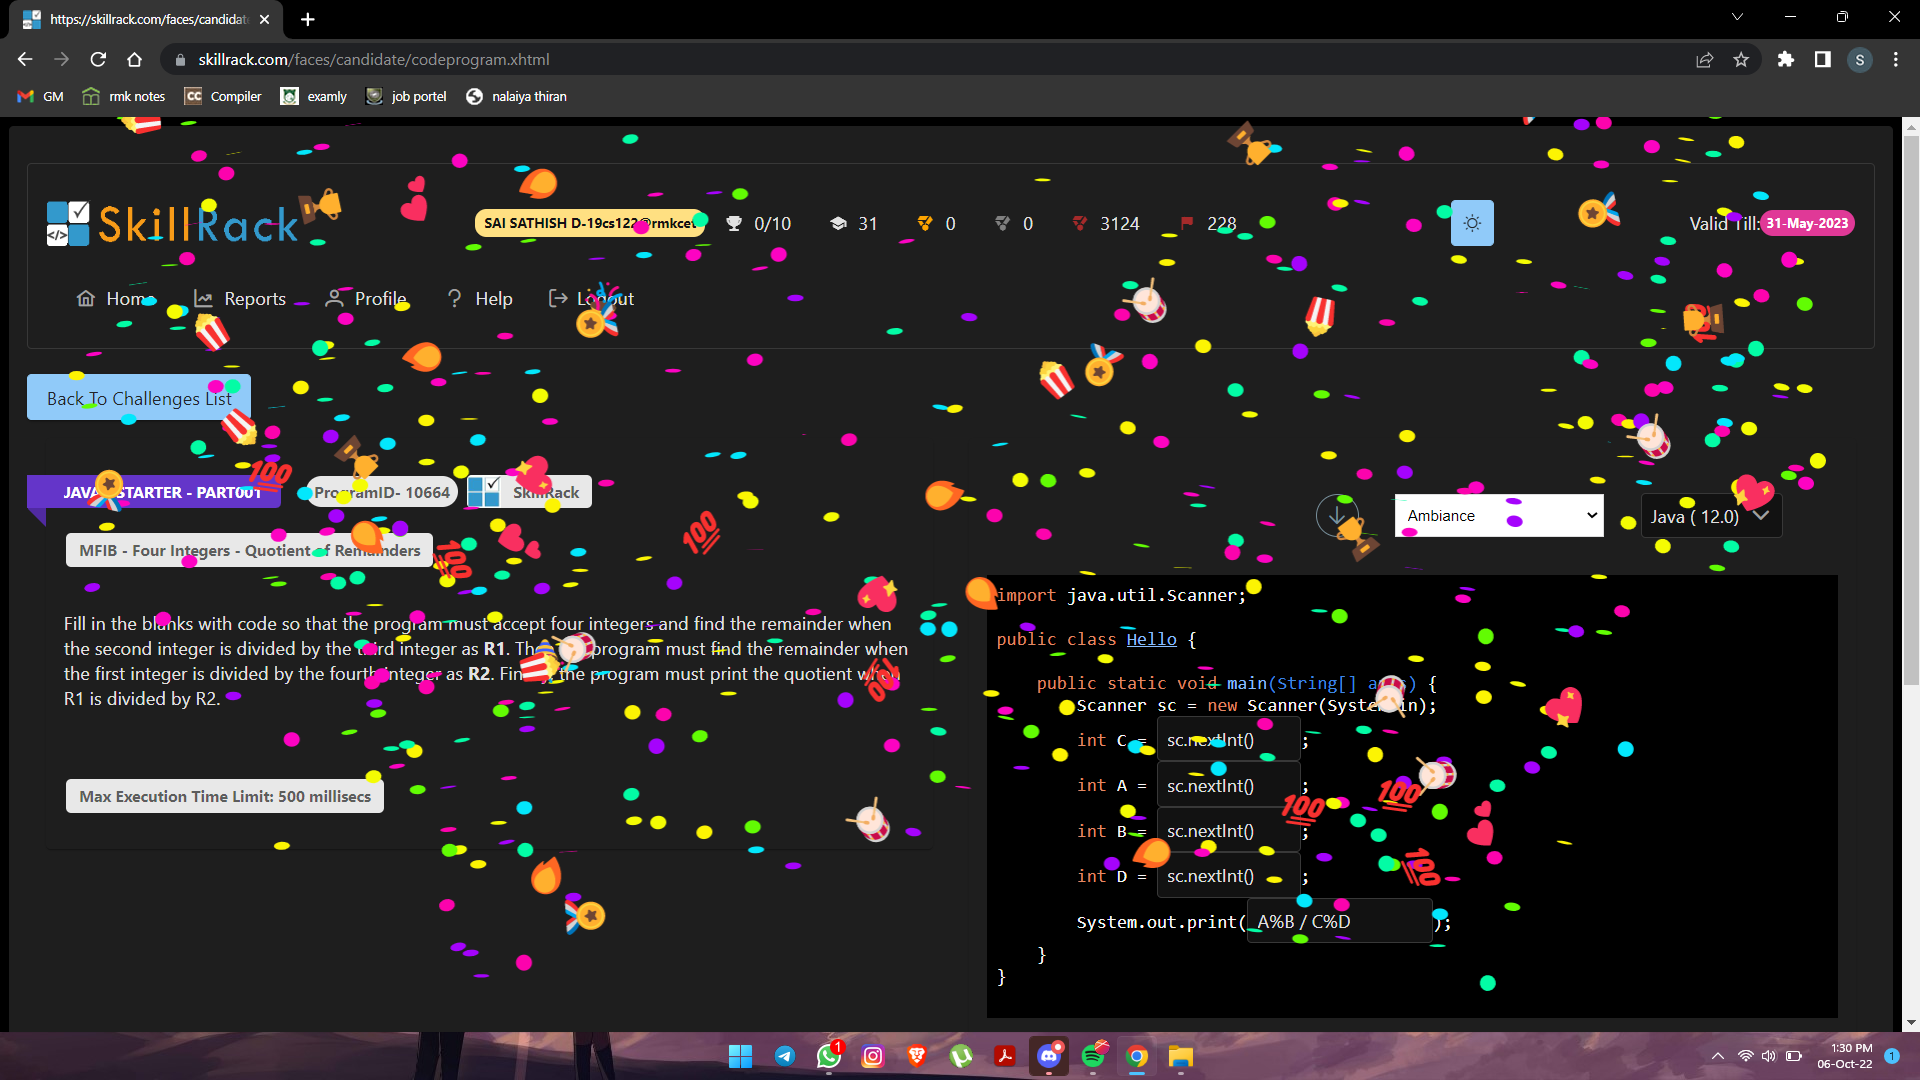 https://skillrack.com/faces/candida
skillrack.com/faces/candidate/codeprogram.xhtml
S
GM
rmk notes
CC
Compiler
examly
job portel
nalaiya thiran
SkillRack
SAI SATHISH D-19cs122@rmkcet
0/10
31
0
0
3124
228
Valid Till:
31-May-2023
Home
Reports
Profile
Help
Logout
Back To Challenges List
JAVA STARTER - PART001
ProgramID- 10664
SkillRack
Ambiance
Java ( 12.0)
MFIB - Four Integers - Quotient of Remainders
Fill in the blanks with code so that the program must accept four integers and find the remainder when
the second integer is divided by the third integer as R1. The program must find the remainder when
the first integer is divided by the fourth integer as R2. Finally, the program must print the quotient when
R1 is divided by R2.
Max Execution Time Limit: 500 millisecs
import java.util.Scanner;
public class Hello {
public static void main(String[] args) {
Scanner sc = new Scanner(System.in);
int C = sc.nextInt() ;
int A = sc.nextInt() ;
int B = sc.nextInt() ;
int D = sc.nextInt() ;
System.out.print( A%B / C%D );
}
}
1
1:30 PM
06-Oct-22
1